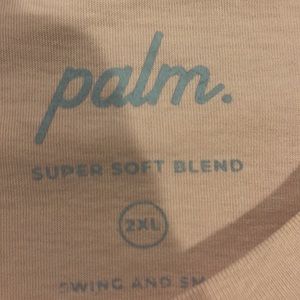 palm.
SUPER SOFT BLEND
2XL
SWING AND